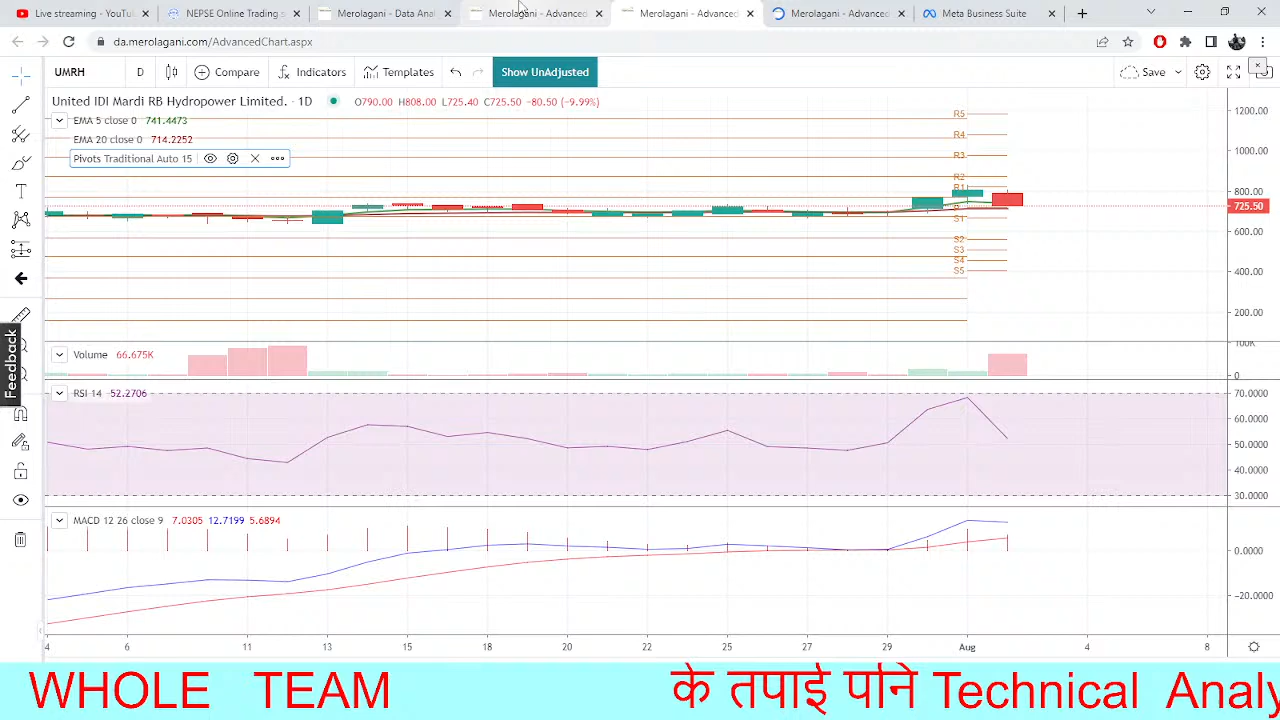 Live streaming - YouTu
NEPSE Online Trading s
Merolagani - Data Anal
Merolagani - Advanced
Merolagani - Advanced
Merolagani - Advanced
Meta Business Suite
da.merolagani.com/AdvancedChart.aspx
UMRH D Compare Indicators Templates Show UnAdjusted Save
United IDI Mardi RB Hydropower Limited. · 1D O790.00 H808.00 L725.40 C725.50 -80.50 (-9.99%)
EMA 5 close 0 741.4473
EMA 20 close 0 714.2252
Pivots Traditional Auto 15
R5
R4
R3
R2
R1
P
S1
S2
S3
S4
S5
1200.00
1000.00
800.00
725.50
600.00
400.00
200.00
Volume 66.675K
100K
0
RSI 14 52.2706
70.0000
60.0000
50.0000
40.0000
30.0000
MACD 12 26 close 9 7.0305 12.7199 5.6894
0.0000
-20.0000
4 6 11 13 15 18 20 22 25 27 29 Aug 4 8
Feedback
WHOLE TEAM के तपाई पनि Technical Analy